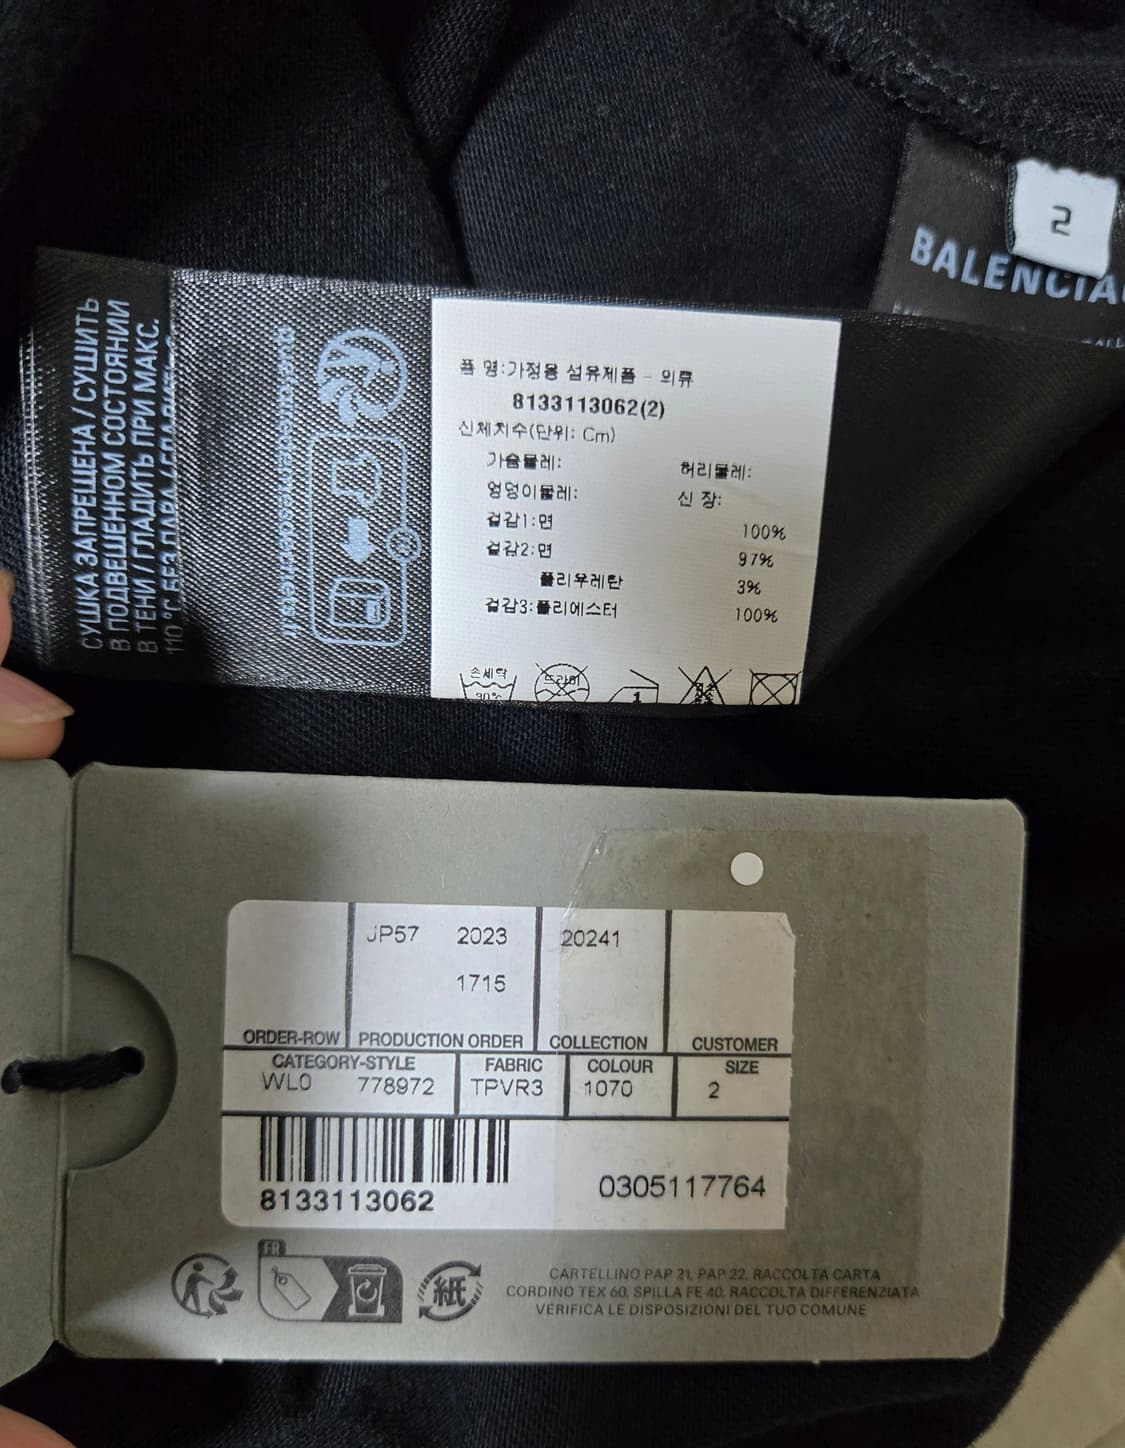 2
BALENCIA
СУШКА ЗАПРЕЩЕНА / СУШИТЬ
В ПОДВЕШЕННОМ СОСТОЯНИИ
В ТЕНИ / ГЛАДИТЬ ПРИ МАКС.
110 °C БЕЗ ПАРА /
품 명:가정용 섬유제품 - 의류
8133113062(2)
신체치수(단위: Cm)
가슴둘레: 허리둘레:
엉덩이둘레: 신 장:
겉감1:면 100%
겉감2:면 97%
폴리우레탄 3%
겉감3:폴리에스터 100%
손세탁
30℃
드라이
1
JP57 2023 20241
1715
ORDER-ROW PRODUCTION ORDER COLLECTION CUSTOMER
CATEGORY-STYLE FABRIC COLOUR SIZE
WL0 778972 TPVR3 1070 2
8133113062
0305117764
FR
紙
CARTELLINO PAP 21, PAP 22. RACCOLTA CARTA
CORDINO TEX 60, SPILLA FE 40, RACCOLTA DIFFERENZIATA
VERIFICA LE DISPOSIZIONI DEL TUO COMUNE